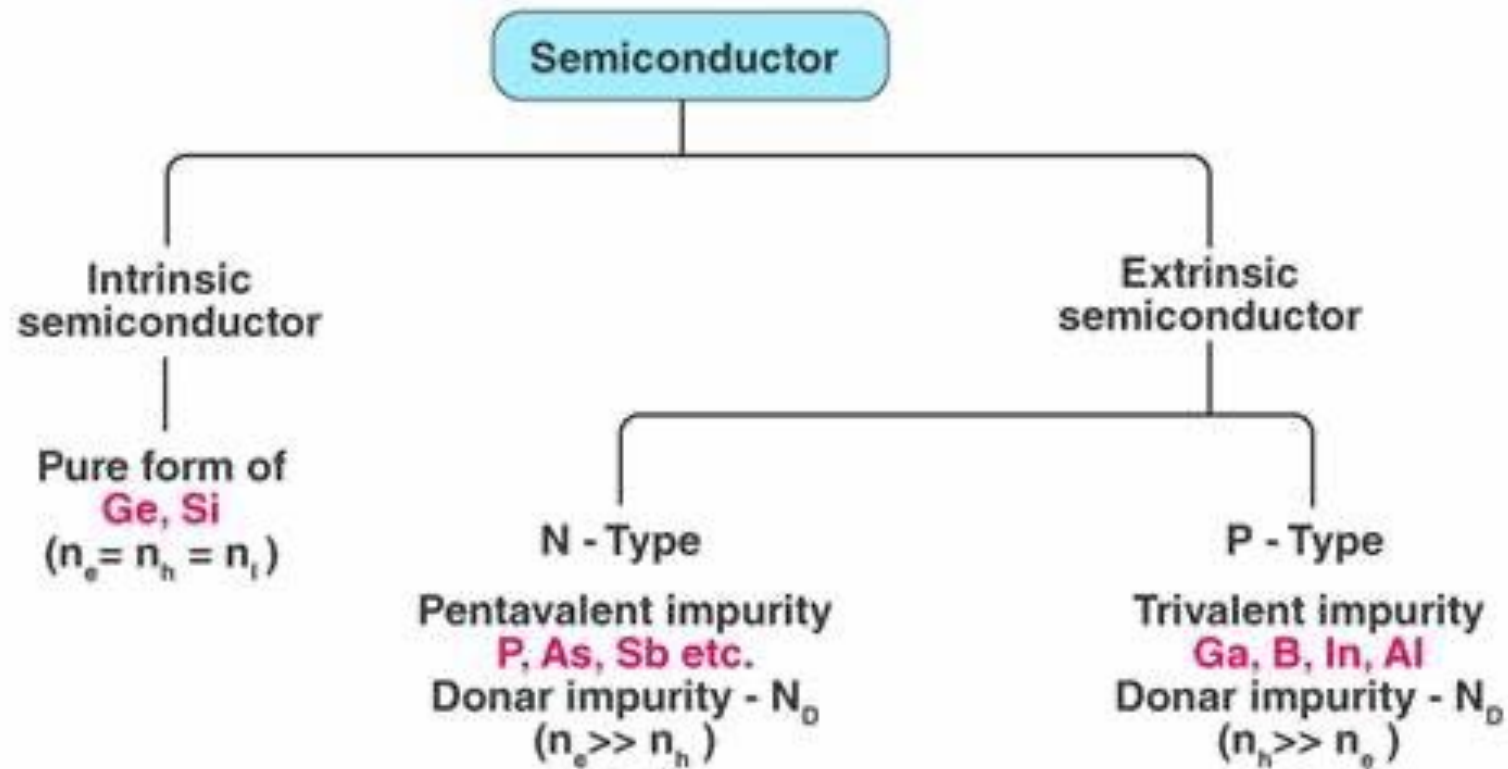 Semiconductor
Intrinsic
semiconductor
Pure form of
Ge, Si
(nₑ= nₕ = nᵢ)
Extrinsic
semiconductor
N - Type
Pentavalent impurity
P, As, Sb etc.
Donar impurity - N_D
(nₑ>> nₕ )
P - Type
Trivalent impurity
Ga, B, In, Al
Donar impurity - N_D
(nₕ>> nₑ )